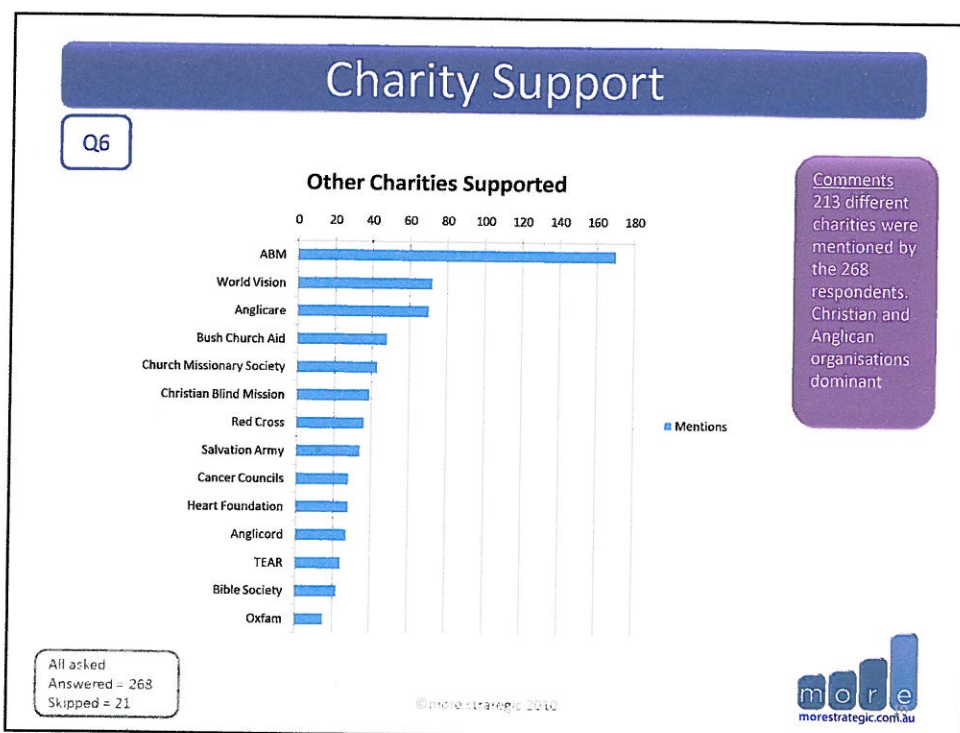 Charity Support
Q6
Other Charities Supported
0 20 40 60 80 100 120 140 160 180
ABM
World Vision
Anglicare
Bush Church Aid
Church Missionary Society
Christian Blind Mission
Red Cross
Salvation Army
Cancer Councils
Heart Foundation
Anglicord
TEAR
Bible Society
Oxfam
Mentions
Comments
213 different
charities were
mentioned by
the 268
respondents.
Christian and
Anglican
organisations
dominant
All asked
Answered = 268
Skipped = 21
©more strategic 2010
more
morestrategic.com.au